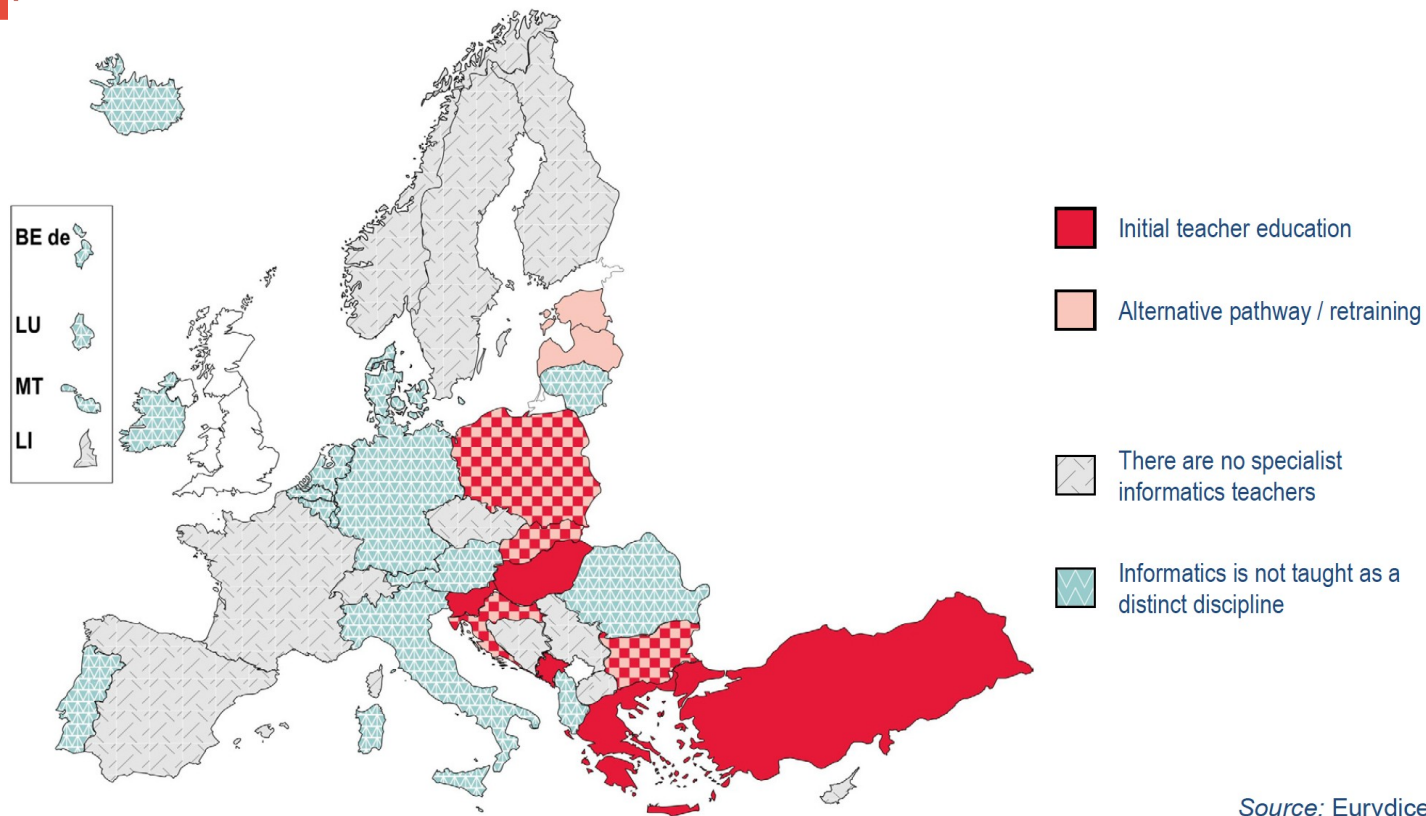 BE de
LU
MT
LI
Initial teacher education
Alternative pathway / retraining
There are no specialist
informatics teachers
Informatics is not taught as a
distinct discipline
Source: Eurydice